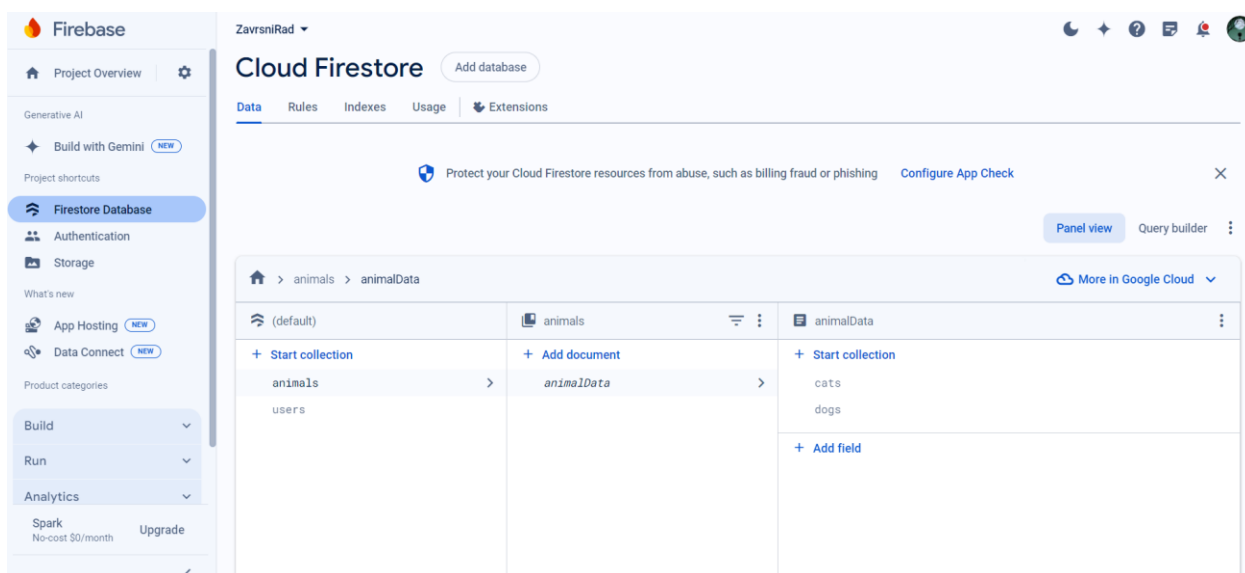 Firebase
Project Overview
Generative AI
Build with Gemini NEW
Project shortcuts
Firestore Database
Authentication
Storage
What's new
App Hosting NEW
Data Connect NEW
Product categories
Build
Run
Analytics
Spark
No-cost $0/month
Upgrade
ZavrsniRad
Cloud Firestore
Add database
Data Rules Indexes Usage Extensions
Protect your Cloud Firestore resources from abuse, such as billing fraud or phishing Configure App Check
Panel view Query builder
animals > animalData
More in Google Cloud
(default)
+ Start collection
animals
users
animals
+ Add document
animalData
animalData
+ Start collection
cats
dogs
+ Add field